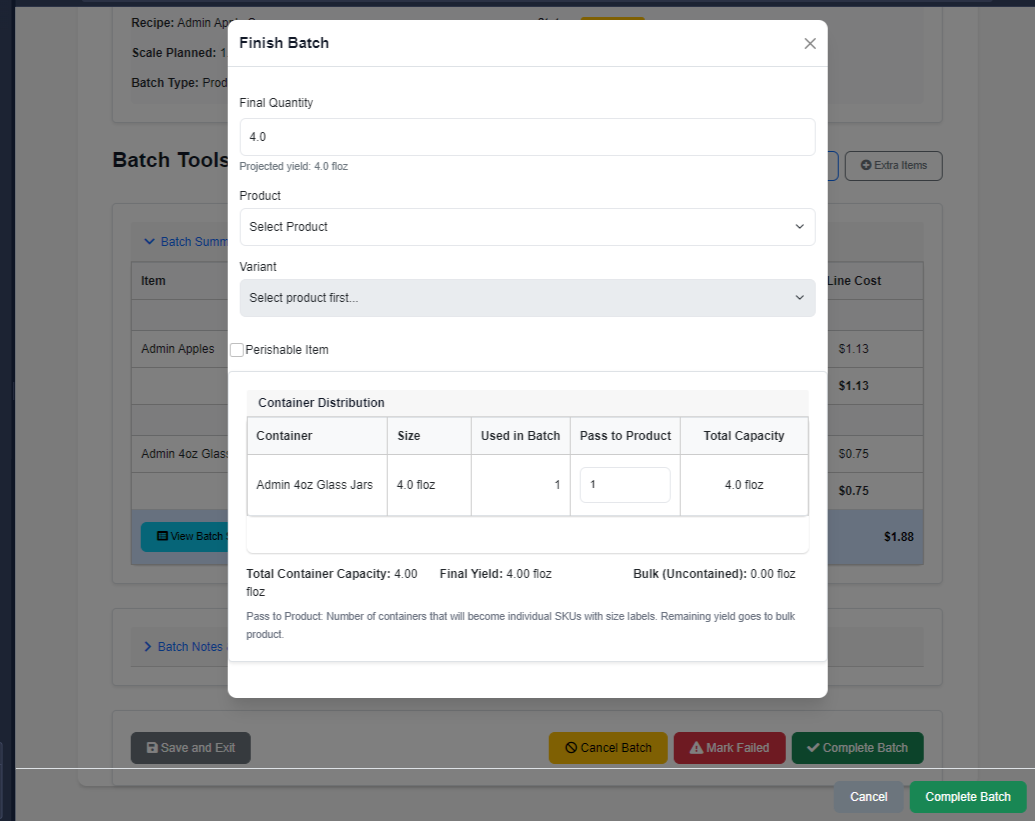 Recipe: Admin
Finish Batch
Scale Planned:
Batch Type:
Final Quantity
4.0
Projected yield: 4.0 floz
Batch Tools
Extra Items
Product
Select Product
Batch
Variant
Item
Line Cost
Select product first...
Admin Apples
$1.13
Perishable Item
$1.13
Container Distribution
Container Size Used in Batch Pass to Product Total Capacity
Admin 4oz
$0.75
Admin 4oz Glass Jars 4.0 floz 1 1 4.0 floz
$0.75
View Batch
$1.88
Total Container Capacity: 4.00 floz
Final Yield: 4.00 floz
Bulk (Uncontained): 0.00 floz
Pass to Product: Number of containers that will become individual SKUs with size labels. Remaining yield goes to bulk
product.
Batch Notes
Save and Exit
Cancel Batch
Mark Failed
Complete Batch
Cancel
Complete Batch